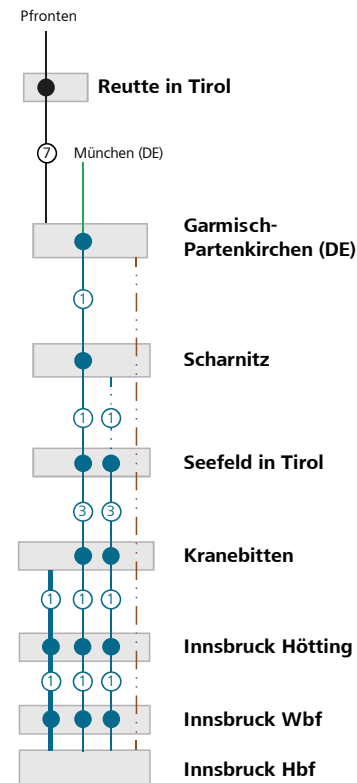 Pfronten
Reutte in Tirol
7
München (DE)
Garmisch-
Partenkirchen (DE)
1
Scharnitz
1 1
Seefeld in Tirol
3 3
Kranebitten
1 1 1
Innsbruck Hötting
1 1 1
Innsbruck Wbf
Innsbruck Hbf